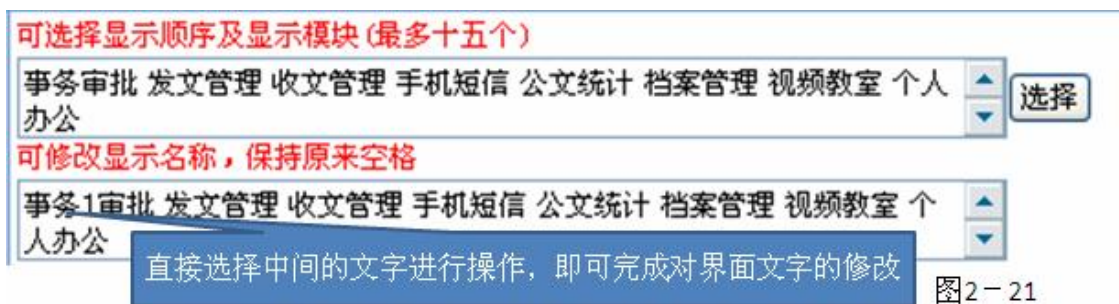 可选择显示顺序及显示模块(最多十五个)
事务审批 发文管理 收文管理 手机短信 公文统计 档案管理 视频教室 个人
办公
选择
可修改显示名称，保持原来空格
事务1审批 发文管理 收文管理 手机短信 公文统计 档案管理 视频教室 个
人办公
直接选择中间的文字进行操作，即可完成对界面文字的修改
图2－21